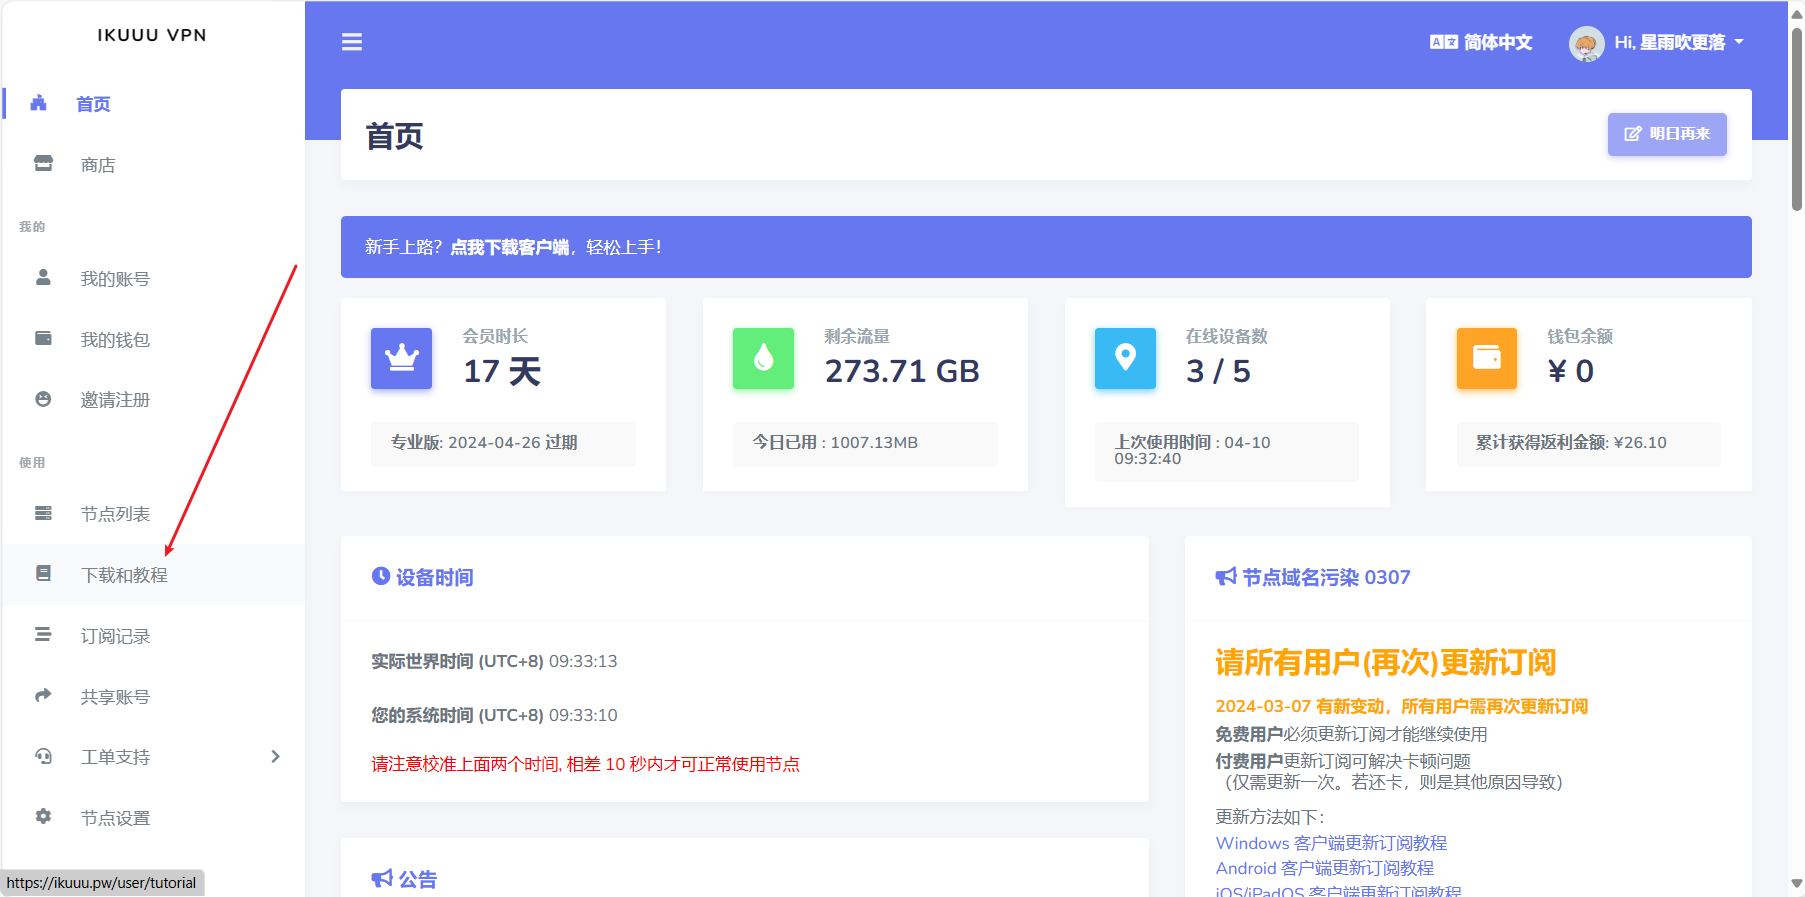 IKUUU VPN
首页
商店
我的
我的账号
我的钱包
邀请注册
使用
节点列表
下载和教程
订阅记录
共享账号
工单支持
节点设置
https://ikuuu.pw/user/tutorial
简体中文
Hi, 星雨吹更落
首页
明日再来
新手上路？点我下载客户端，轻松上手！
会员时长
17 天
专业版: 2024-04-26 过期
剩余流量
273.71 GB
今日已用 : 1007.13MB
在线设备数
3 / 5
上次使用时间 : 04-10
09:32:40
钱包余额
¥ 0
累计获得返利金额: ¥26.10
设备时间
实际世界时间 (UTC+8) 09:33:13
您的系统时间 (UTC+8) 09:33:10
请注意校准上面两个时间, 相差 10 秒内才可正常使用节点
公告
节点域名污染 0307
请所有用户(再次)更新订阅
2024-03-07 有新变动，所有用户需再次更新订阅
免费用户必须更新订阅才能继续使用
付费用户更新订阅可解决卡顿问题
（仅需更新一次。若还卡，则是其他原因导致）
更新方法如下：
Windows 客户端更新订阅教程
Android 客户端更新订阅教程
iOS/iPadOS 客户端更新订阅教程